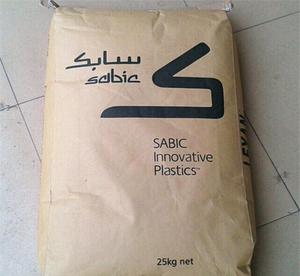 سابك
sabic
SABIC
Innovative
Plastics™
25kg net